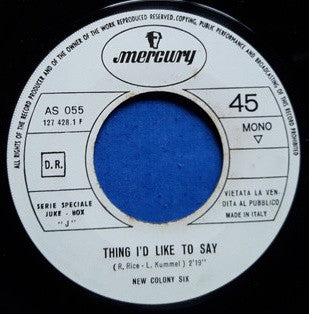 ALL RIGHTS OF THE RECORD PRODUCER AND OF THE OWNER OF THE WORK REPRODUCED RESERVED. COPYING, PUBLIC PERFORMANCE AND BROADCASTING OF THIS RECORD PROHIBITED
mercury
AS 055
127 428.1 F
45
MONO
D.R.
SERIE SPECIALE
JUKE - BOX
"J"
VIETATA LA VEN-
DITA AL PUBBLICO
MADE IN ITALY
THING I'D LIKE TO SAY
( R. Rice - L. Kummel ) 2'19"
NEW COLONY SIX